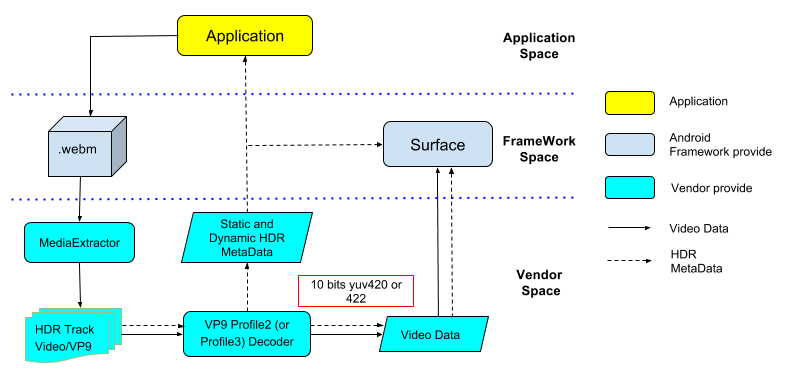 Application
Application
Space
.webm
Surface
FrameWork
Space
Static and
Dynamic HDR
MetaData
MediaExtractor
10 bits yuv420 or
422
Vendor
Space
HDR Track
Video/VP9
VP9 Profile2 (or
Profile3) Decoder
Video Data
Application
Android
Framework provide
Vendor provide
Video Data
HDR
MetaData